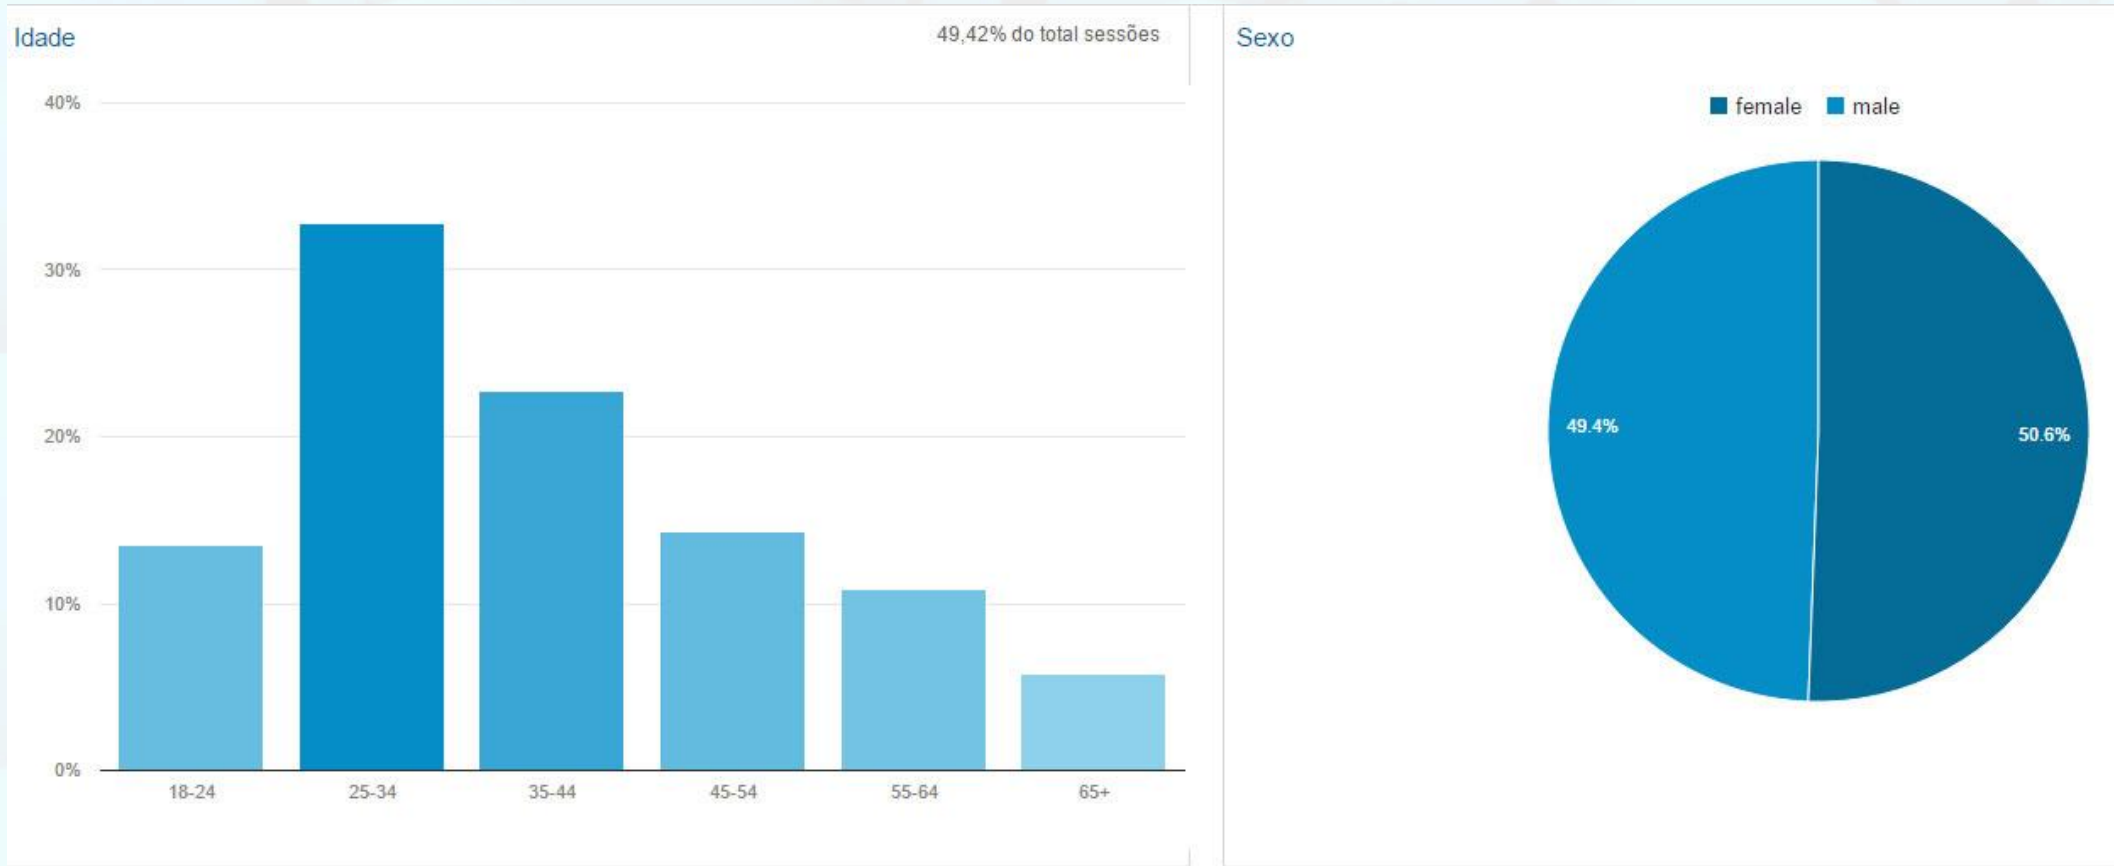 Idade
49,42% do total sessões
40%
30%
20%
10%
0%
18-24 25-34 35-44 45-54 55-64 65+
Sexo
female male
49.4%
50.6%